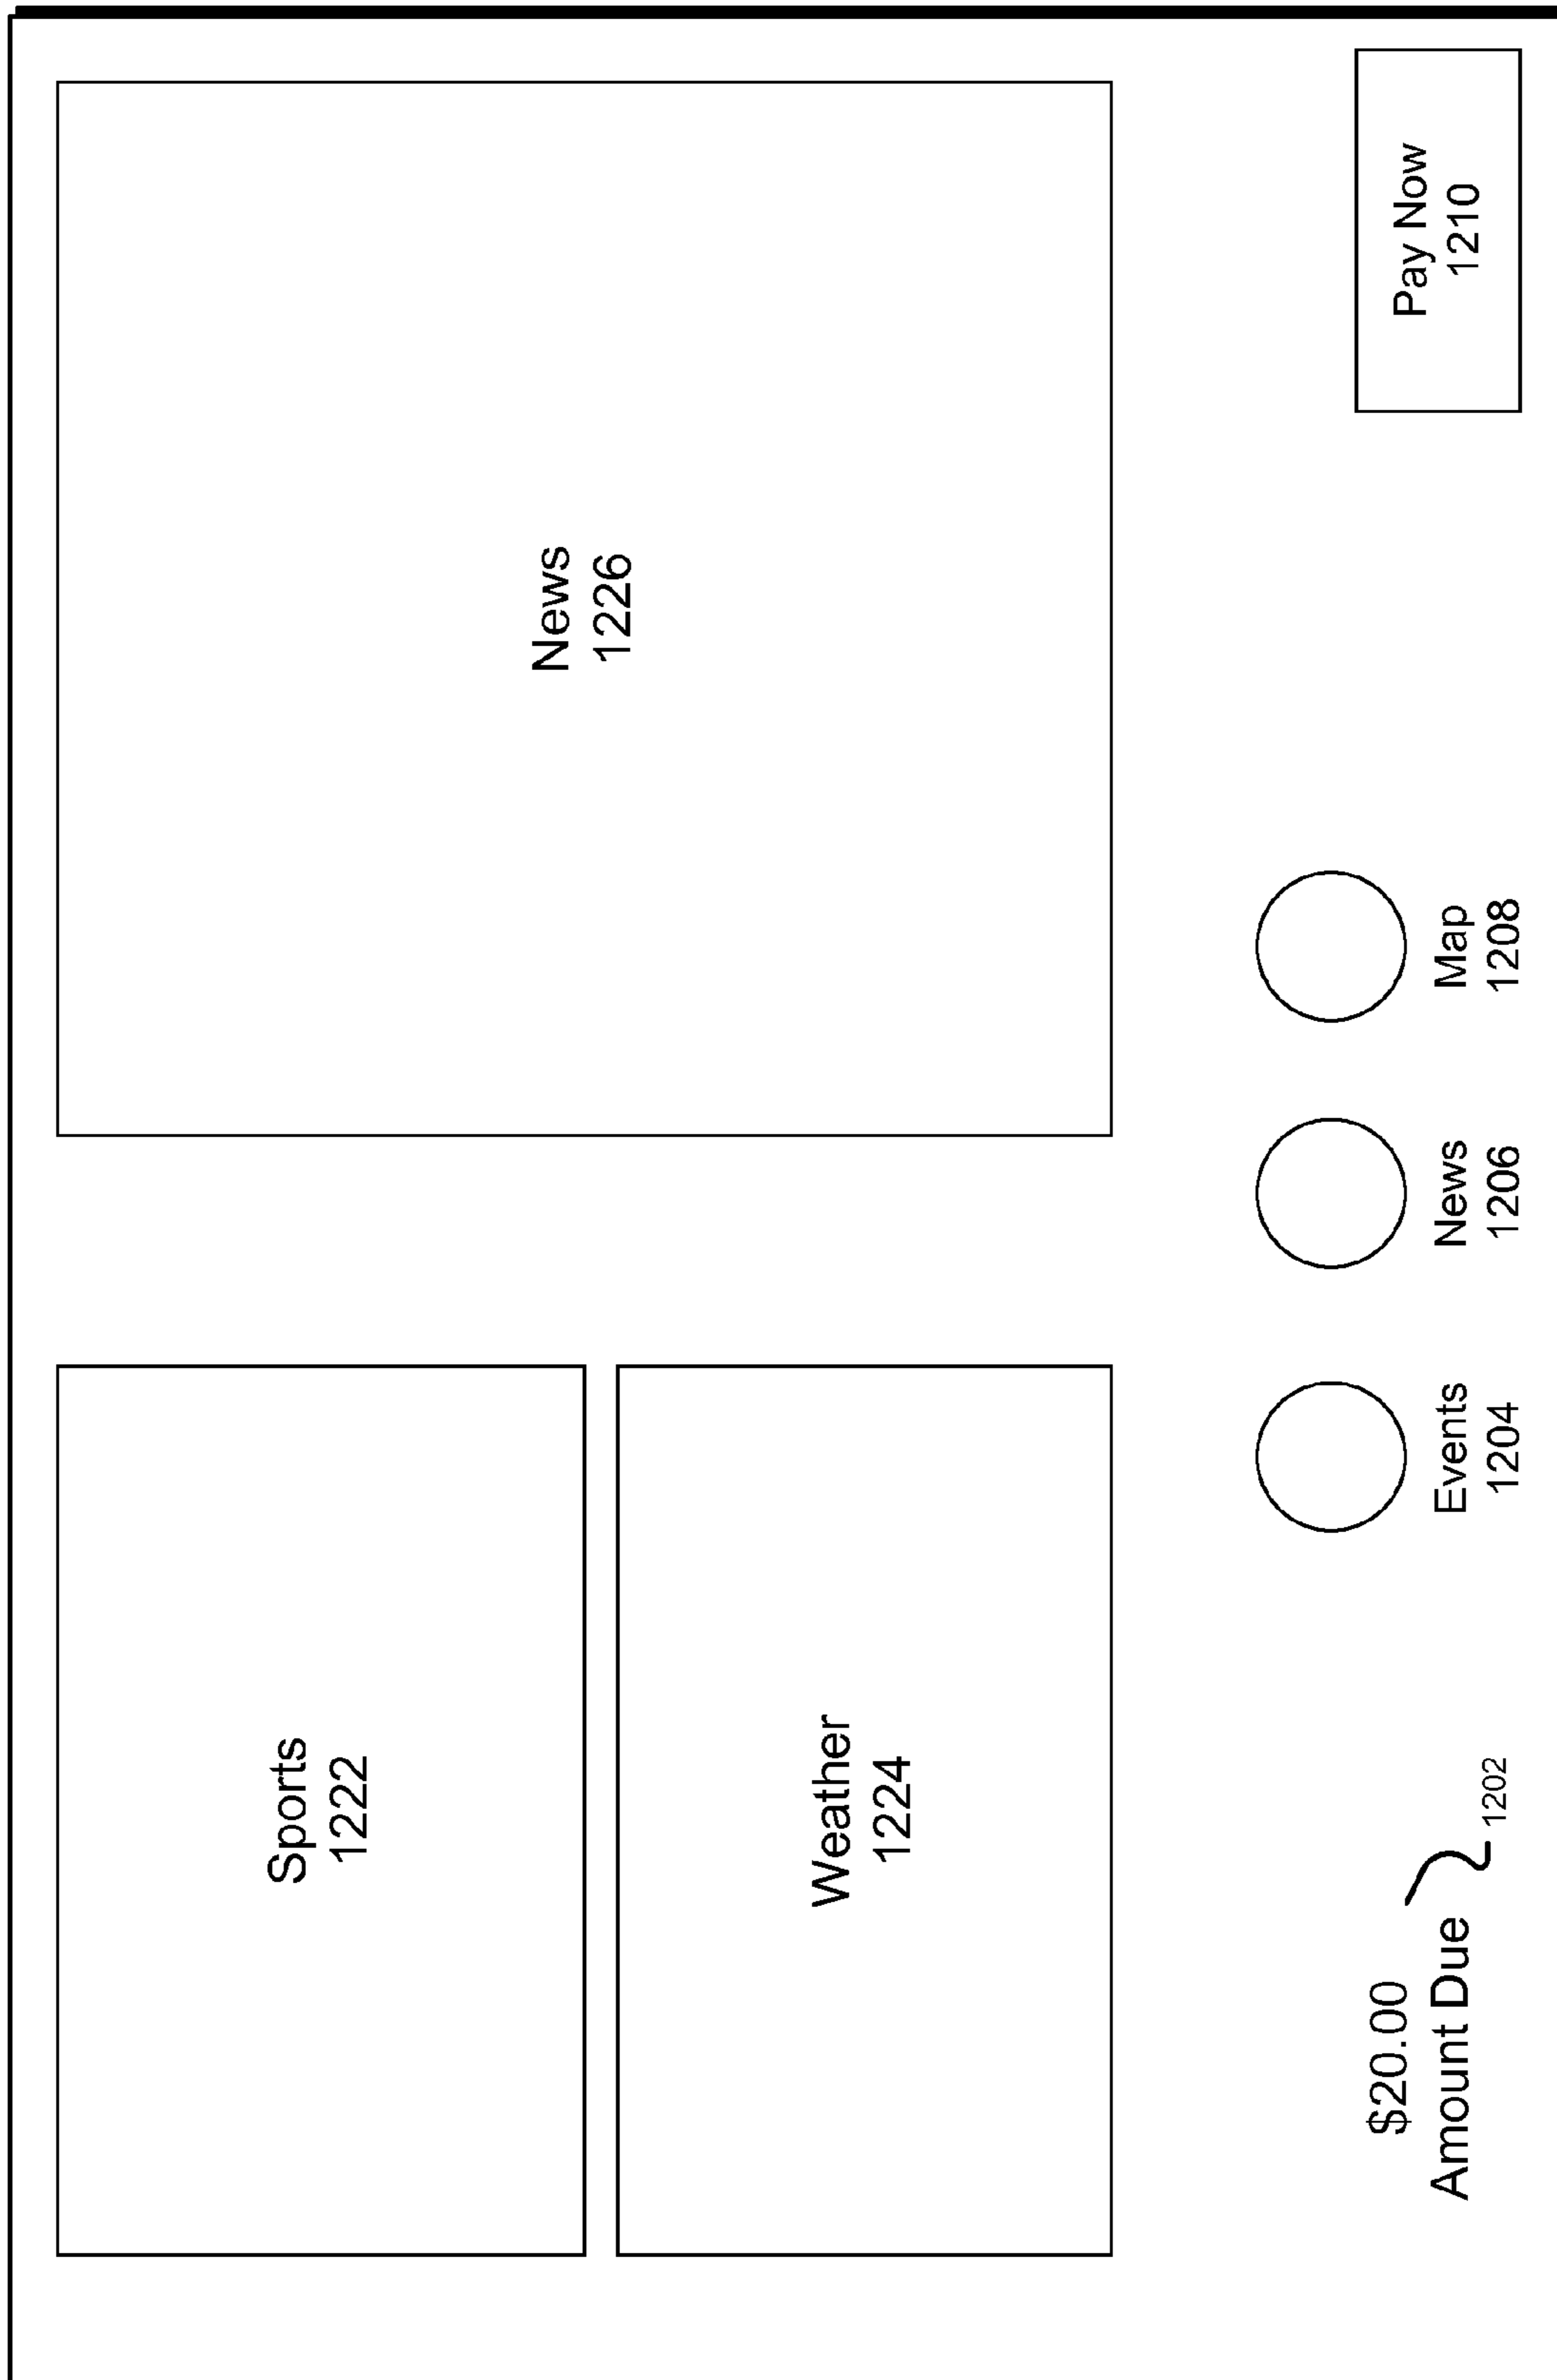 Sports
1222
Weather
1224
News
1226
$20.00
Amount Due
1202
Events
1204
News
1206
Map
1208
Pay Now
1210